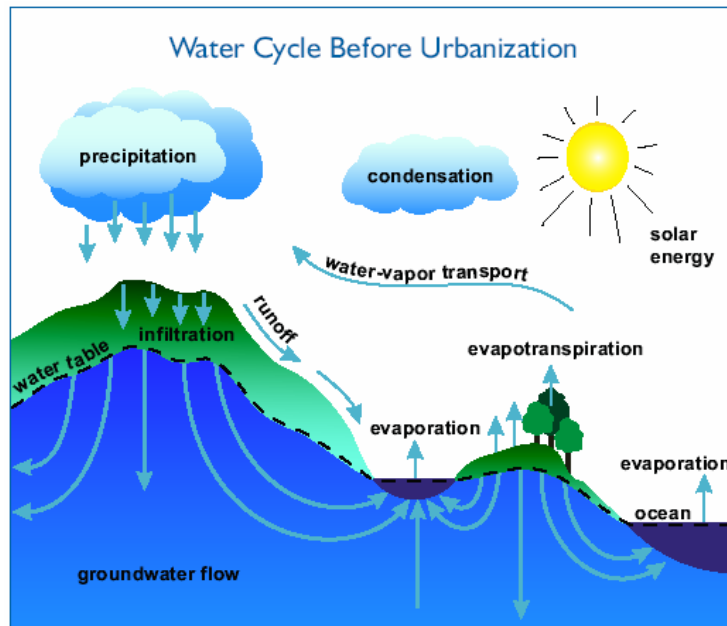 Water Cycle Before Urbanization
precipitation
condensation
solar
energy
water-vapor transport
runoff
infiltration
water table
evapotranspiration
evaporation
evaporation
ocean
groundwater flow